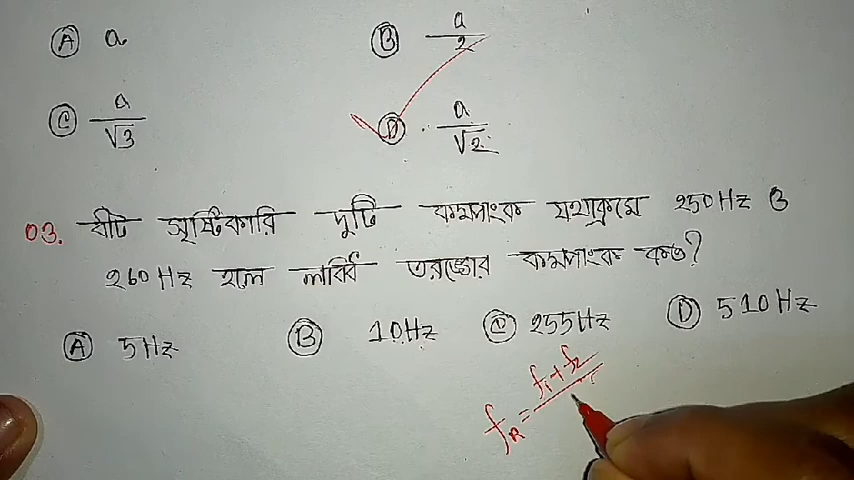 Ⓐ a Ⓑ a/2
Ⓒ a/√3 Ⓓ a/√2
03. বীট সৃষ্টিকারি দুটি কম্পাংক যথাক্রমে 250Hz ও
260Hz হলে লব্ধি তরঙ্গের কম্পাংক কত?
Ⓐ 5Hz Ⓑ 10Hz Ⓒ 255Hz Ⓓ 510Hz
f_R = f₁+f₂